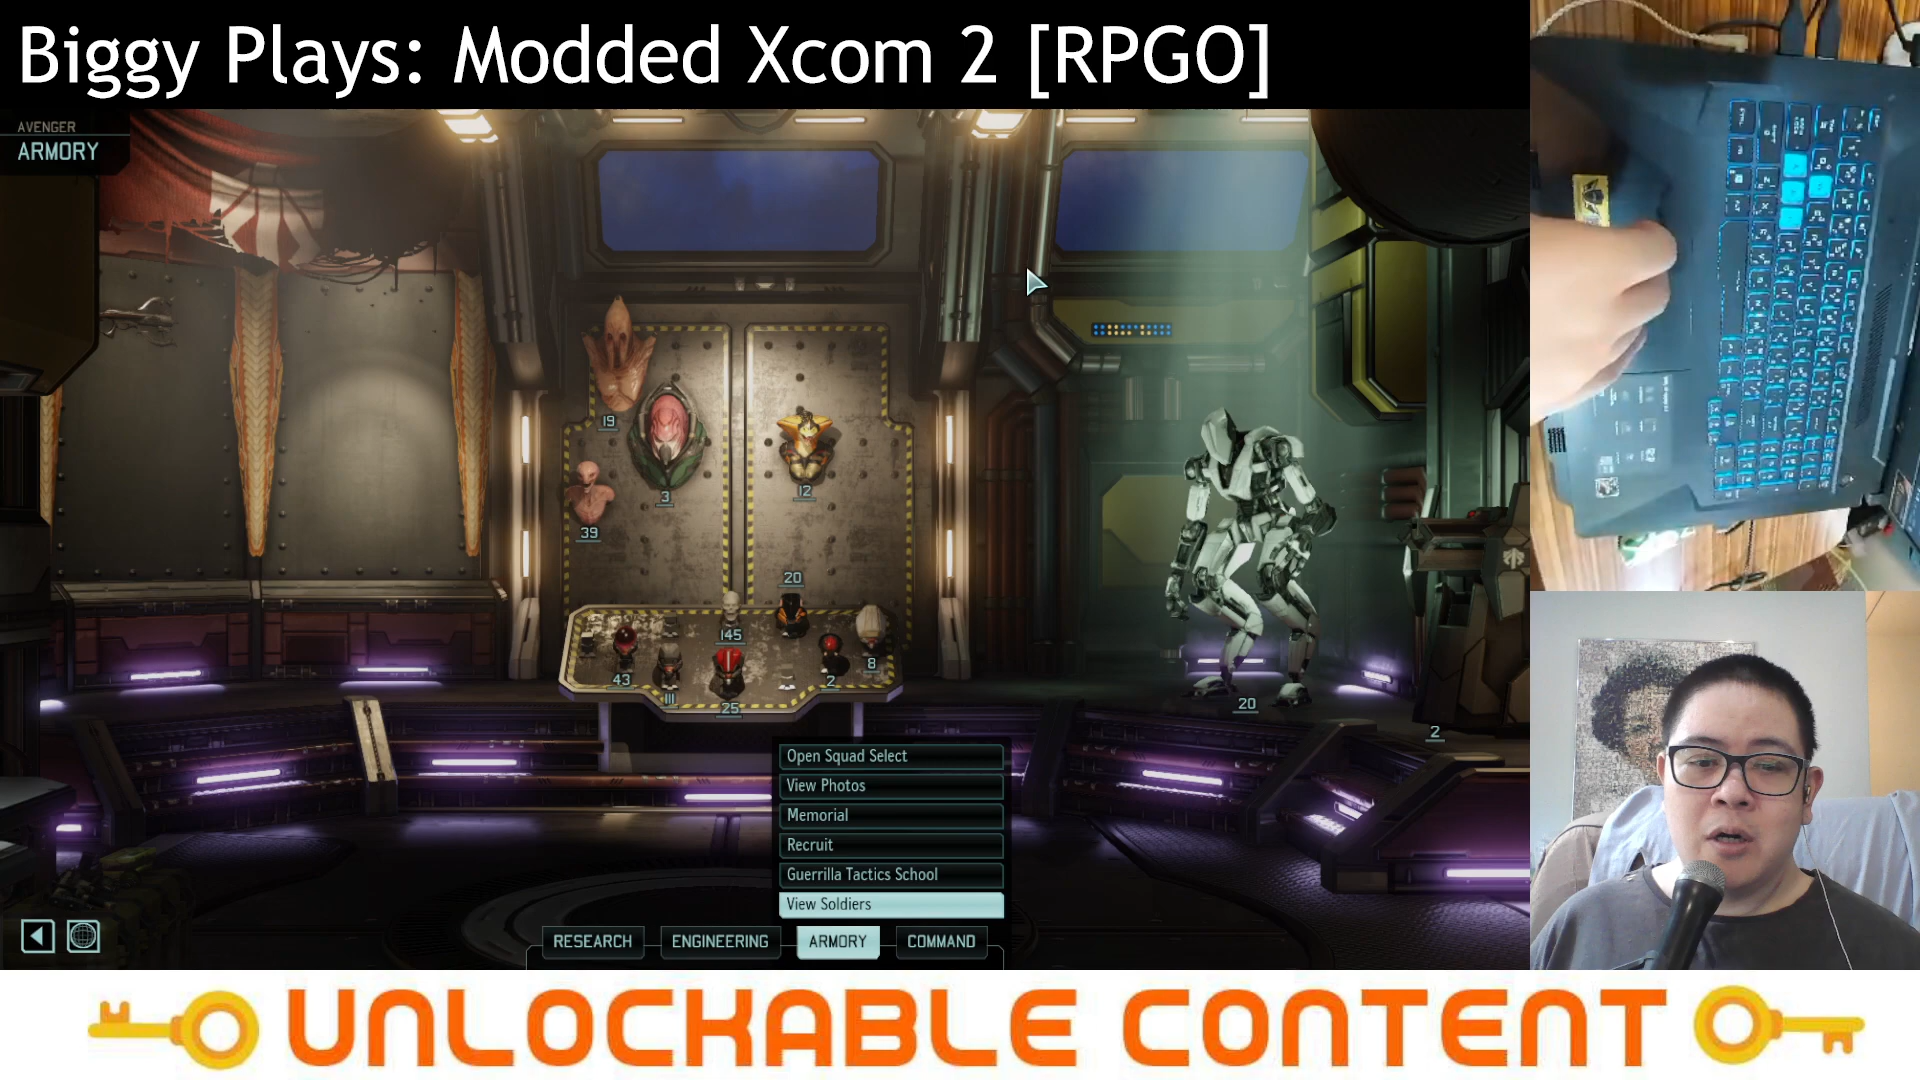 Biggy Plays: Modded Xcom 2 [RPGO]
AVENGER
ARMORY
19
3
12
39
20
145
8
43
2
111
25
20
2
Open Squad Select
View Photos
Memorial
Recruit
Guerrilla Tactics School
View Soldiers
RESEARCH
ENGINEERING
ARMORY
COMMAND
UNLOCKABLE CONTENT